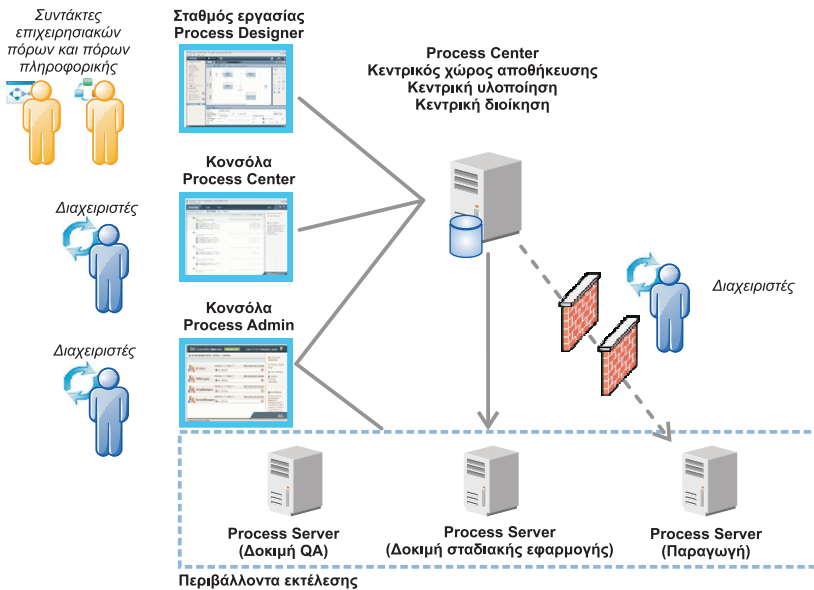 Συντάκτες
επιχειρησιακών
πόρων και πόρων
πληροφορικής
Σταθμός εργασίας
Process Designer
Process Center
Κεντρικός χώρος αποθήκευσης
Κεντρική υλοποίηση
Κεντρική διοίκηση
Κονσόλα
Process Center
Διαχειριστές
Διαχειριστές
Κονσόλα
Process Admin
Διαχειριστές
Process Server
(Δοκιμή QA)
Process Server
(Δοκιμή σταδιακής εφαρμογής)
Process Server
(Παραγωγή)
Περιβάλλοντα εκτέλεσης